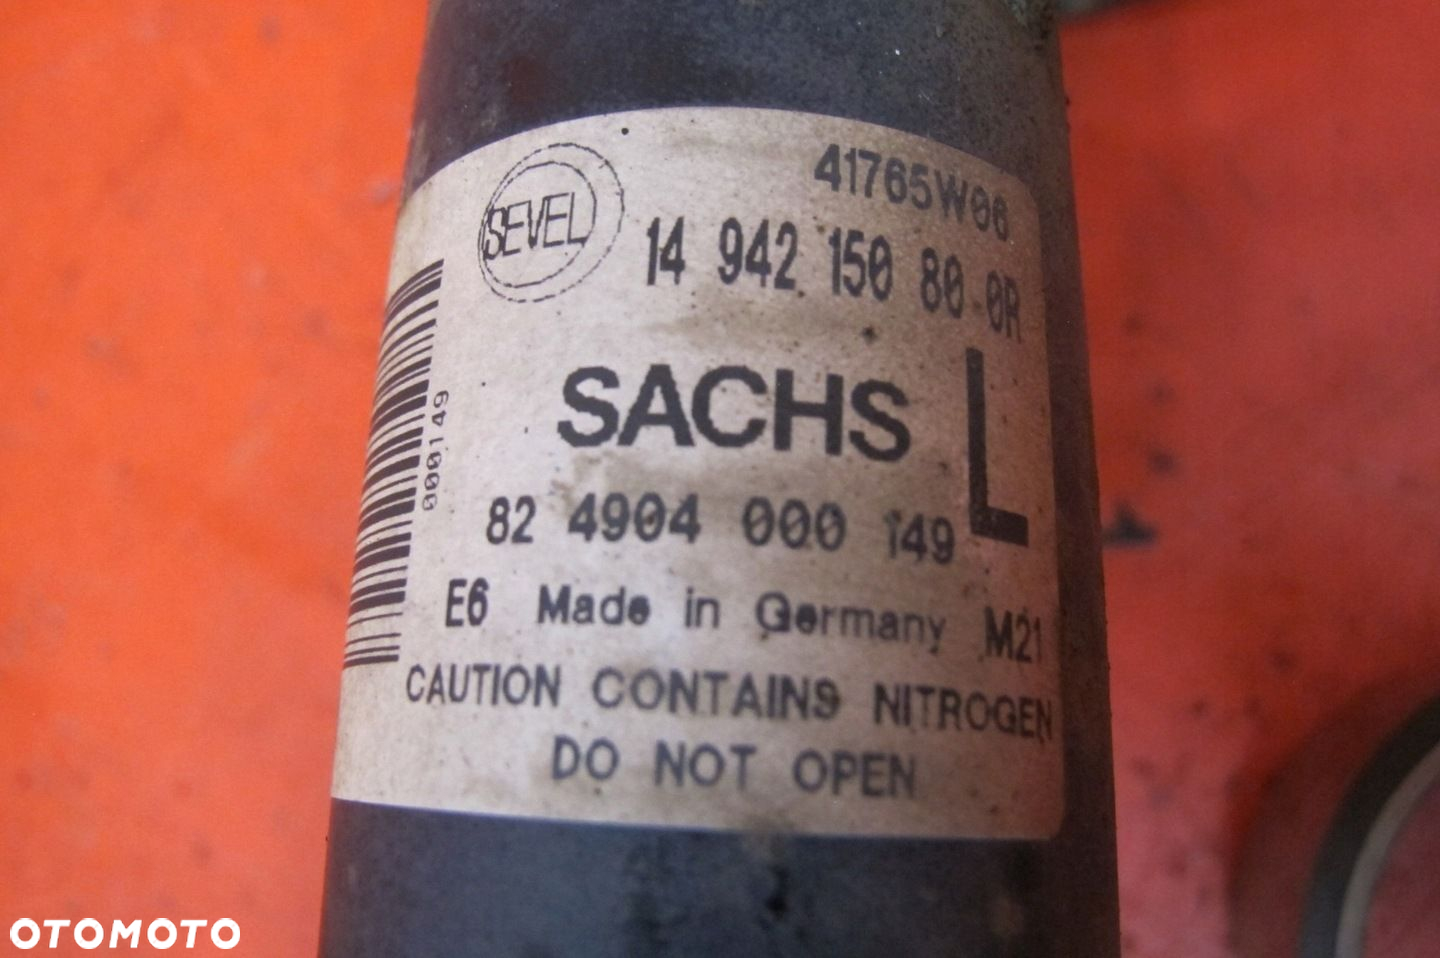 41765W06
SEVEL
14 942 150 80 0R
SACHS L
82 4904 000 149
000149
E6 Made in Germany M21
CAUTION CONTAINS NITROGEN
DO NOT OPEN
OTOMOTO